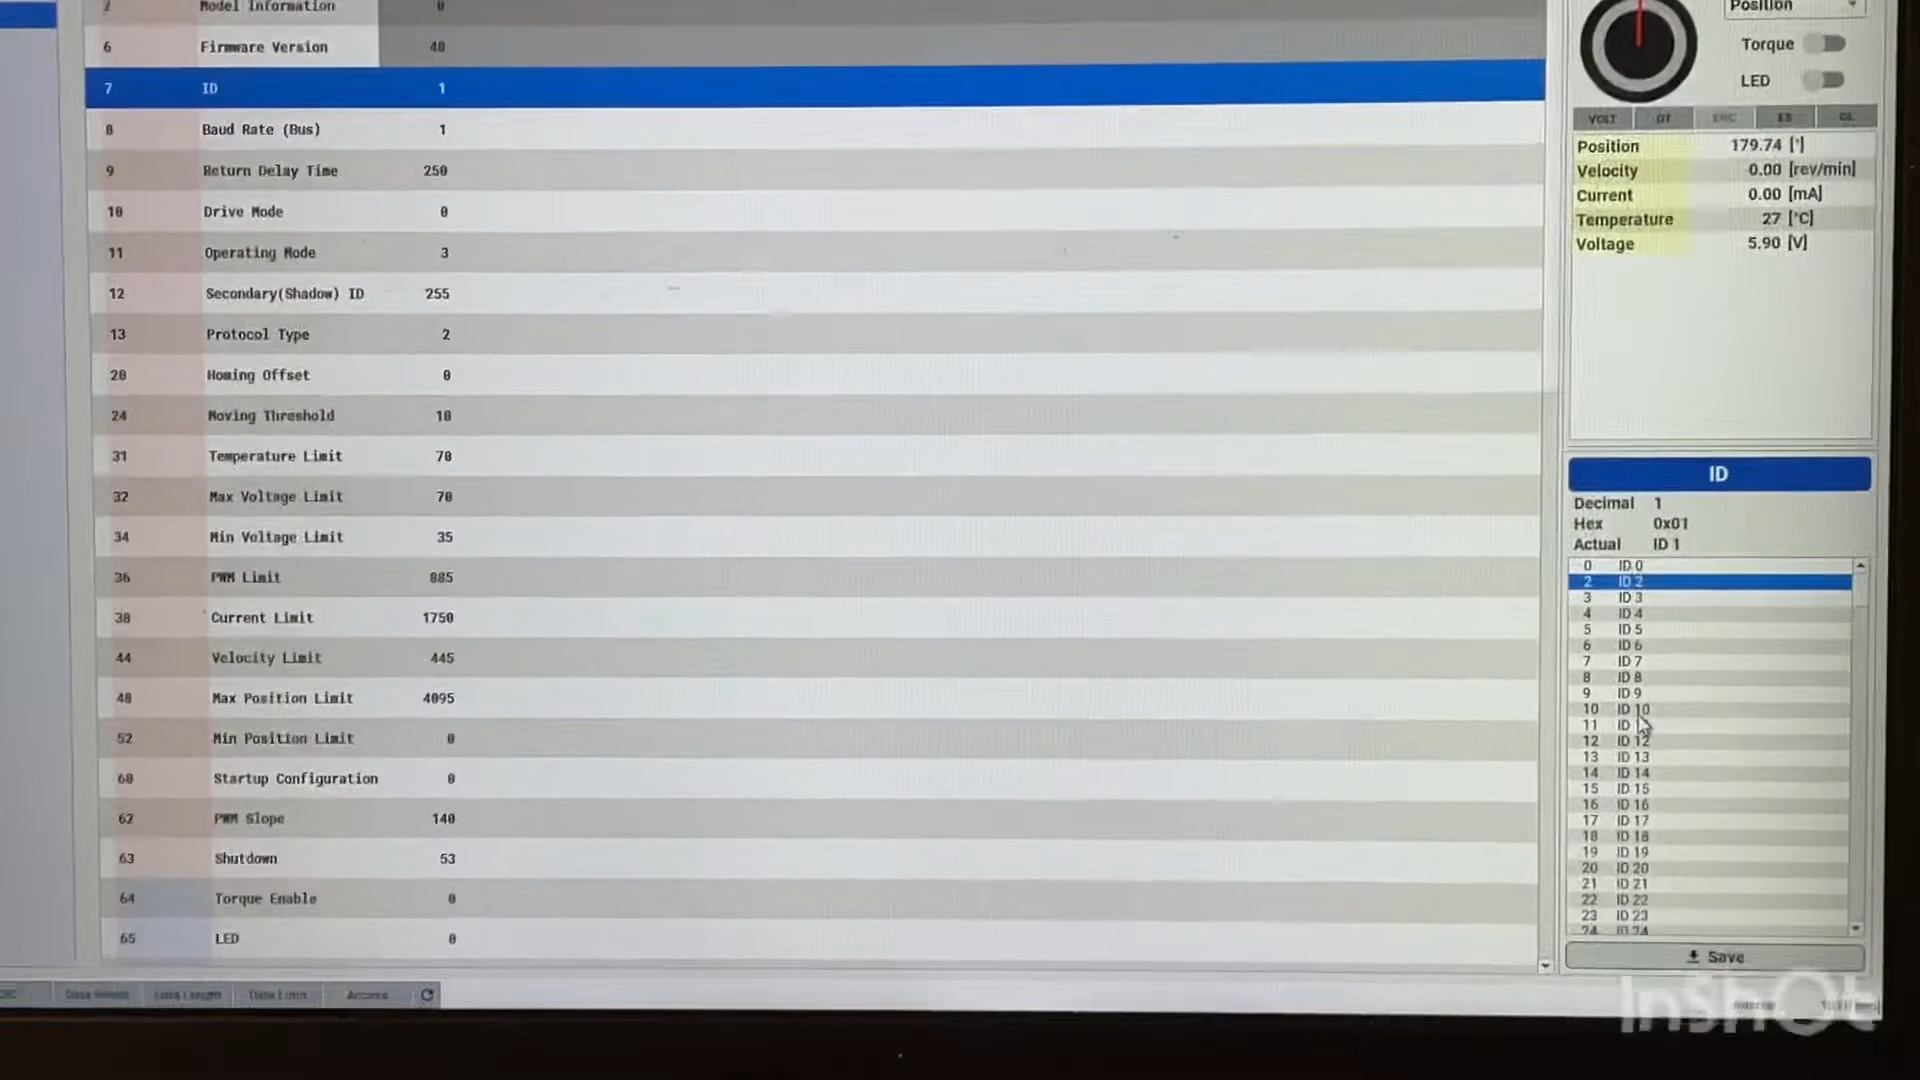 2 Model Information 0
6 Firmware Version 48
7 ID 1
8 Baud Rate (Bus) 1
9 Return Delay Time 250
10 Drive Mode 0
11 Operating Mode 3
12 Secondary(Shadow) ID 255
13 Protocol Type 2
20 Homing Offset 0
24 Moving Threshold 10
31 Temperature Limit 70
32 Max Voltage Limit 70
34 Min Voltage Limit 35
36 PWM Limit 885
38 Current Limit 1750
44 Velocity Limit 445
48 Max Position Limit 4095
52 Min Position Limit 0
60 Startup Configuration 0
62 PWM Slope 140
63 Shutdown 53
64 Torque Enable 0
65 LED 0
Access
Position
Torque
LED
VOLT OT ENC ES OL
Position 179.74 [°]
Velocity 0.00 [rev/min]
Current 0.00 [mA]
Temperature 27 [°C]
Voltage 5.90 [V]
ID
Decimal 1
Hex 0x01
Actual ID 1
0 ID 0
2 ID 2
3 ID 3
4 ID 4
5 ID 5
6 ID 6
7 ID 7
8 ID 8
9 ID 9
10 ID 10
11 ID
12 ID 12
13 ID 13
14 ID 14
15 ID 15
16 ID 16
17 ID 17
18 ID 18
19 ID 19
20 ID 20
21 ID 21
22 ID 22
23 ID 23
24 ID 24
Save
InShOt